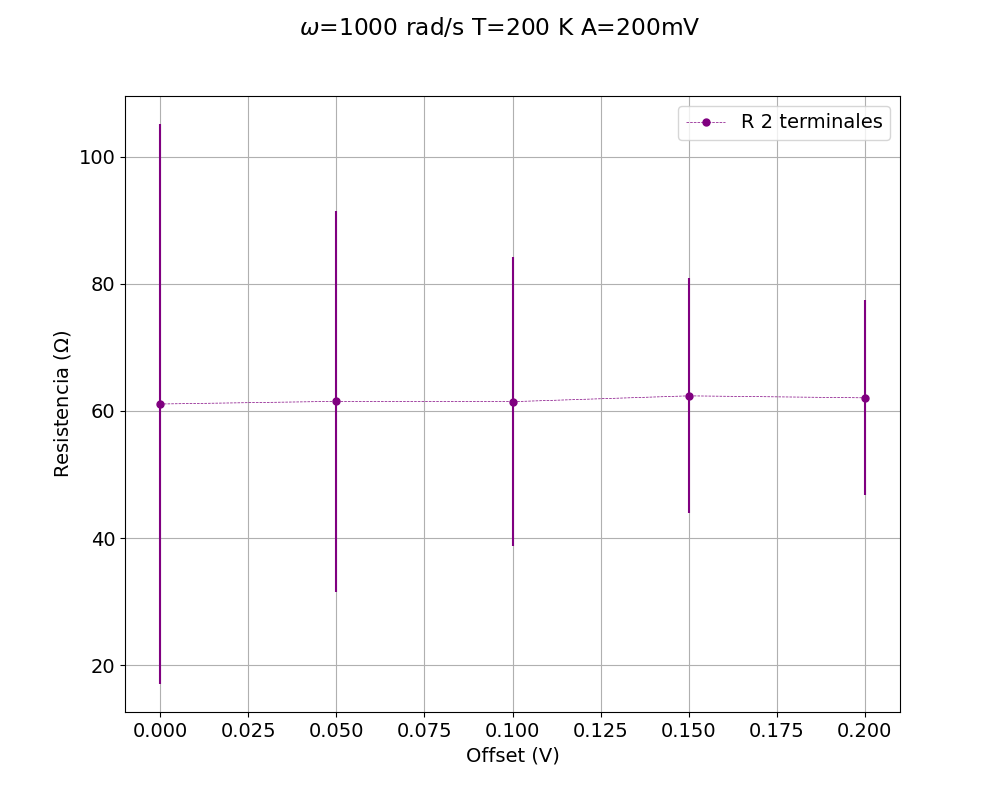 ω=1000 rad/s T=200 K A=200mV
R 2 terminales
Resistencia (Ω)
100
80
60
40
20
0.000 0.025 0.050 0.075 0.100 0.125 0.150 0.175 0.200
Offset (V)